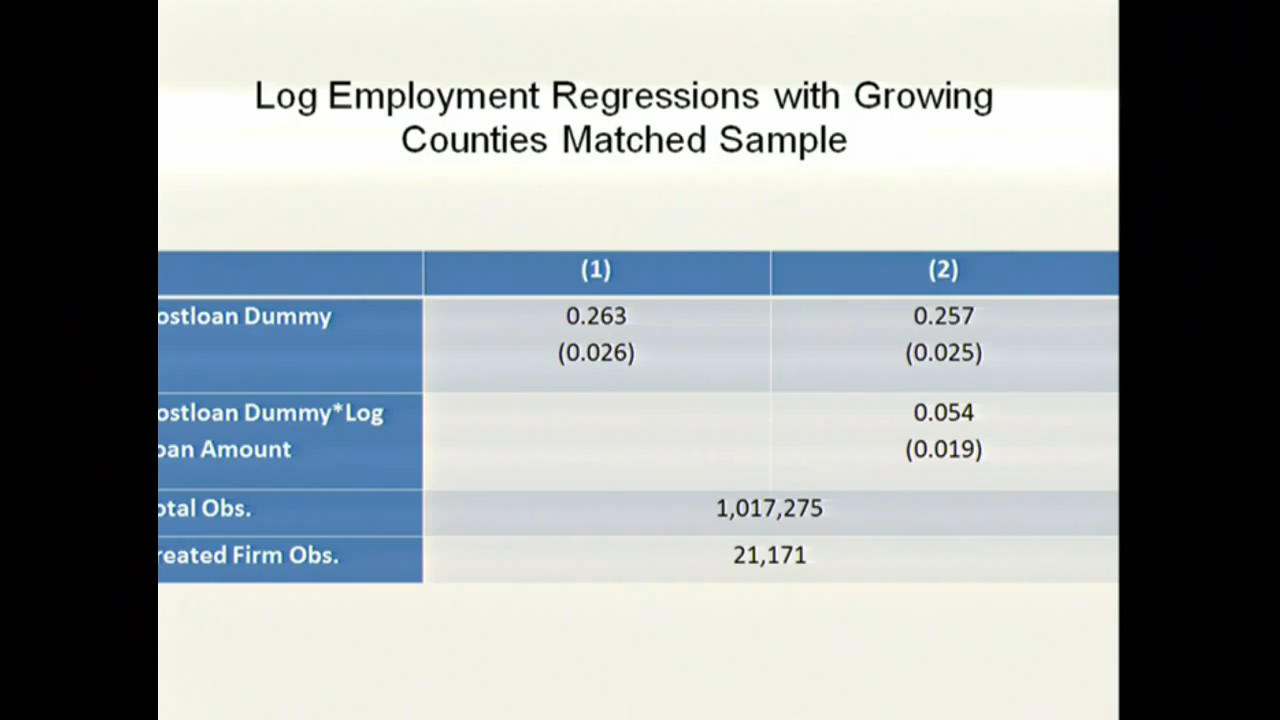 Log Employment Regressions with Growing
Counties Matched Sample
(1) (2)
ostloan Dummy 0.263 0.257
(0.026) (0.025)
ostloan Dummy*Log 0.054
oan Amount (0.019)
otal Obs. 1,017,275
reated Firm Obs. 21,171